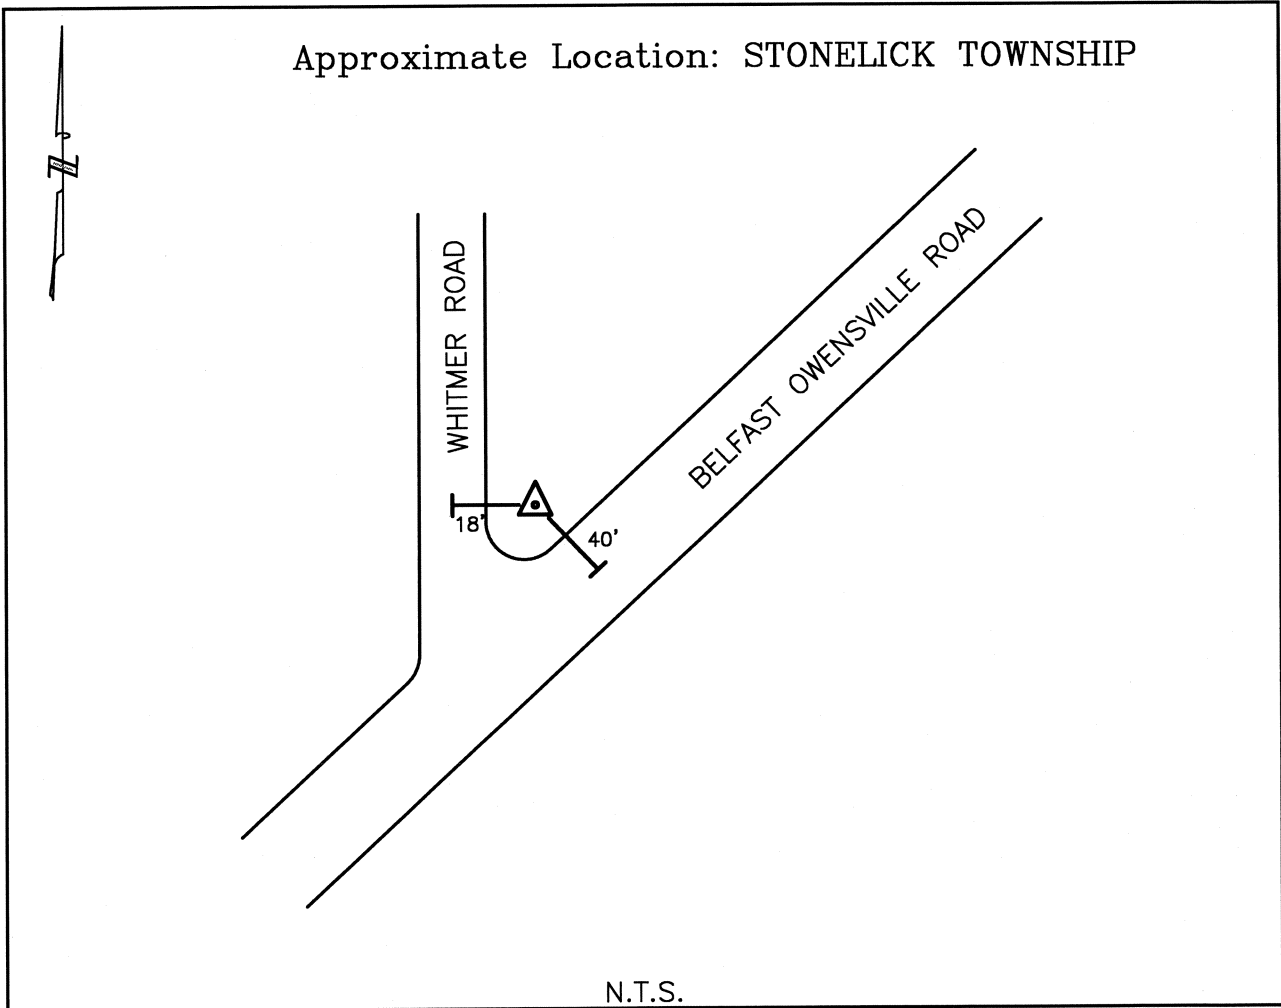 Approximate Location: STONELICK TOWNSHIP
N
WHITMER ROAD
BELFAST OWENSVILLE ROAD
18'
40'
N.T.S.